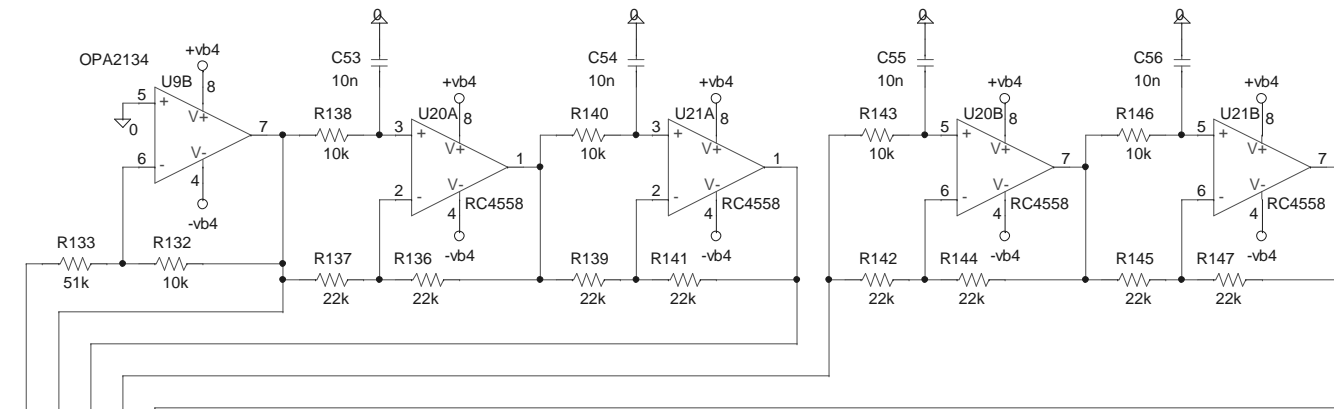 0
0
0
0
OPA2134
+vb4
C53
C54
C55
C56
10n
10n
10n
10n
U9B
8
+vb4
+vb4
+vb4
+vb4
5
+
V+
0
R138
U20A
8
R140
U21A
8
R143
U20B
8
R146
U21B
8
7
10k
3
+
V+
10k
3
+
V+
10k
5
+
V+
10k
5
+
V+
6
-
V-
4
1
1
7
7
2
-
V-
4
RC4558
2
-
V-
4
RC4558
6
-
V-
4
RC4558
6
-
V-
4
RC4558
-vb4
R133
R132
R137
R136
-vb4
R139
R141
-vb4
R142
R144
-vb4
R145
R147
-vb4
51k
10k
22k
22k
22k
22k
22k
22k
22k
22k